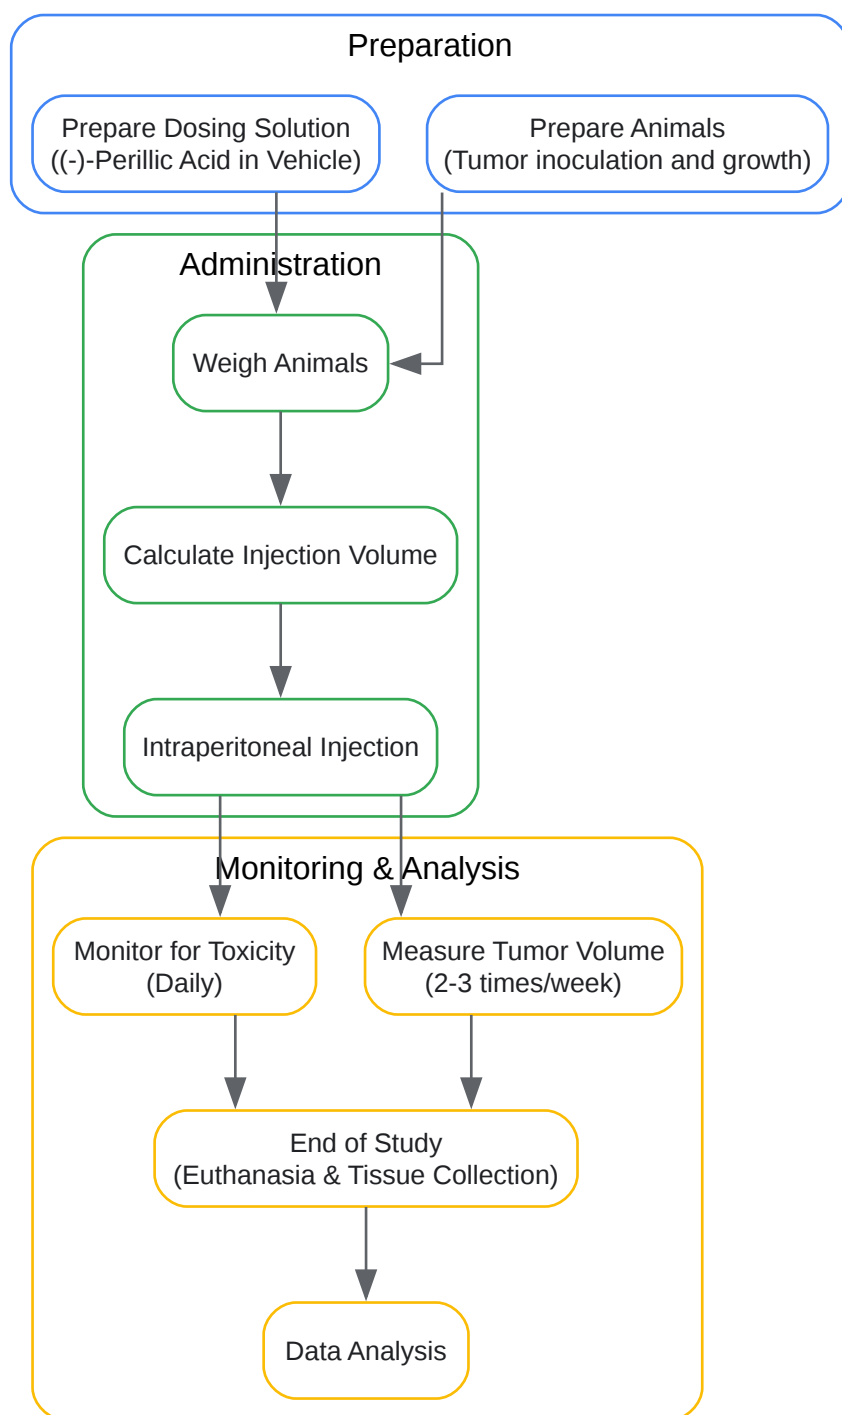 Preparation
Prepare Dosing Solution
((-)-Perillic Acid in Vehicle)
Prepare Animals
(Tumor inoculation and growth)
Administration
Weigh Animals
Calculate Injection Volume
Intraperitoneal Injection
Monitoring & Analysis
Monitor for Toxicity
(Daily)
Measure Tumor Volume
(2-3 times/week)
End of Study
(Euthanasia & Tissue Collection)
Data Analysis